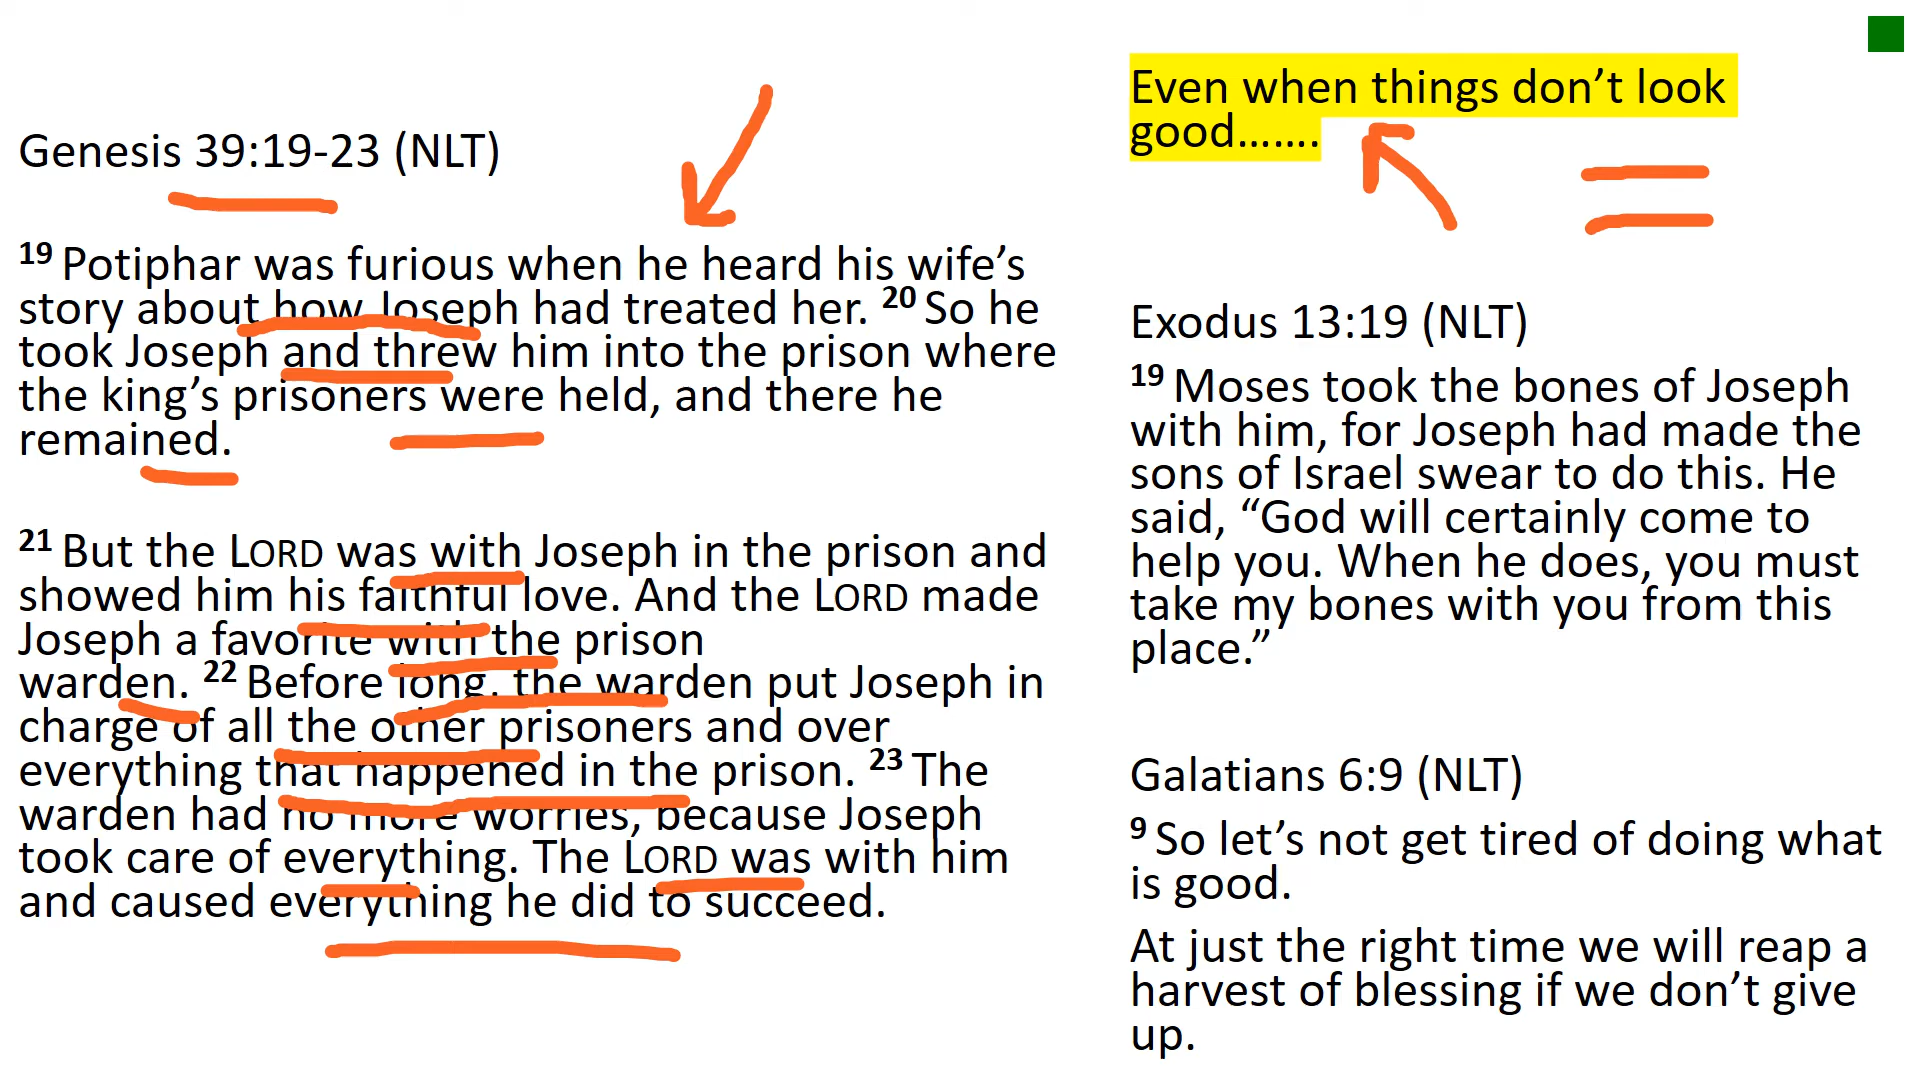 Genesis 39:19-23 (NLT)
19 Potiphar was furious when he heard his wife’s
story about how Joseph had treated her. 20 So he
took Joseph and threw him into the prison where
the king’s prisoners were held, and there he
remained.
21 But the LORD was with Joseph in the prison and
showed him his faithful love. And the LORD made
Joseph a favorite with the prison
warden. 22 Before long, the warden put Joseph in
charge of all the other prisoners and over
everything that happened in the prison. 23 The
warden had no more worries, because Joseph
took care of everything. The LORD was with him
and caused everything he did to succeed.
Even when things don’t look
good.......
Exodus 13:19 (NLT)
19 Moses took the bones of Joseph
with him, for Joseph had made the
sons of Israel swear to do this. He
said, “God will certainly come to
help you. When he does, you must
take my bones with you from this
place.”
Galatians 6:9 (NLT)
9 So let’s not get tired of doing what
is good.
At just the right time we will reap a
harvest of blessing if we don’t give
up.